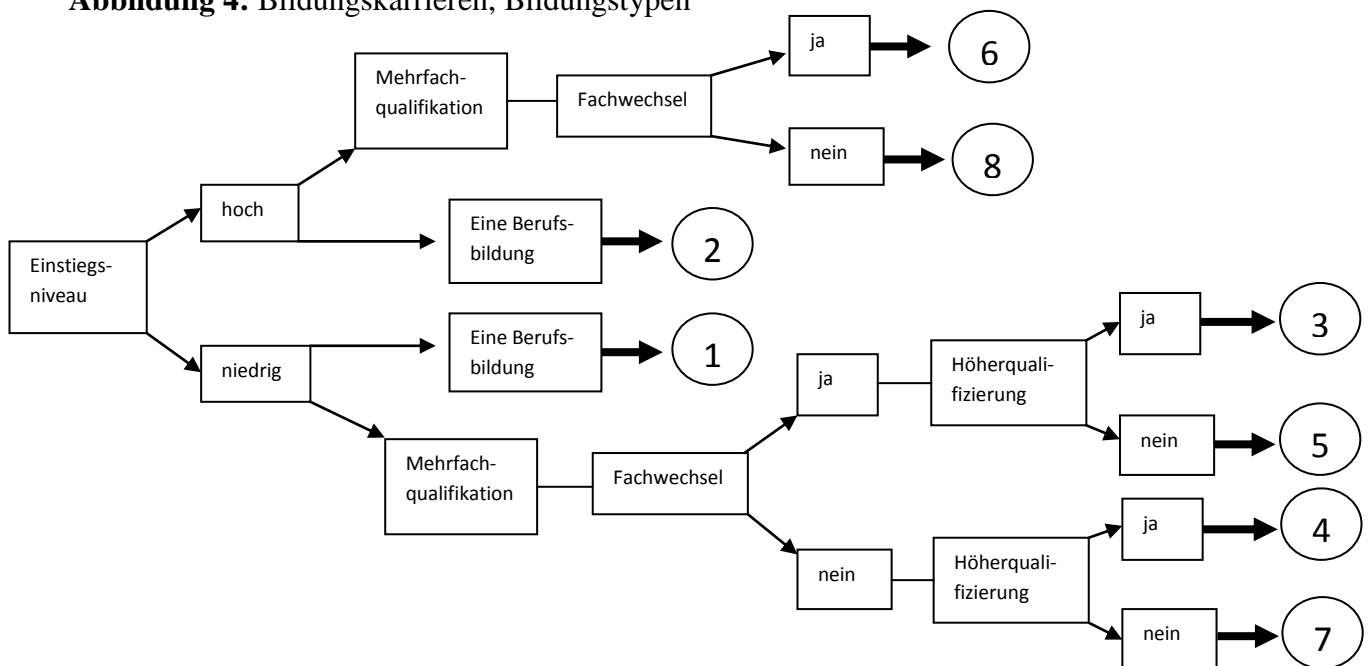 Abbildung 4: Bildungskarrieren, Bildungstypen
ja
6
Mehrfach-
qualifikation
Fachwechsel
nein
8
hoch
Eine Berufs-
bildung
2
Einstiegs-
niveau
niedrig
Eine Berufs-
bildung
1
ja
3
ja
Höherquali-
fizierung
nein
5
Mehrfach-
qualifikation
Fachwechsel
ja
4
nein
Höherquali-
fizierung
nein
7